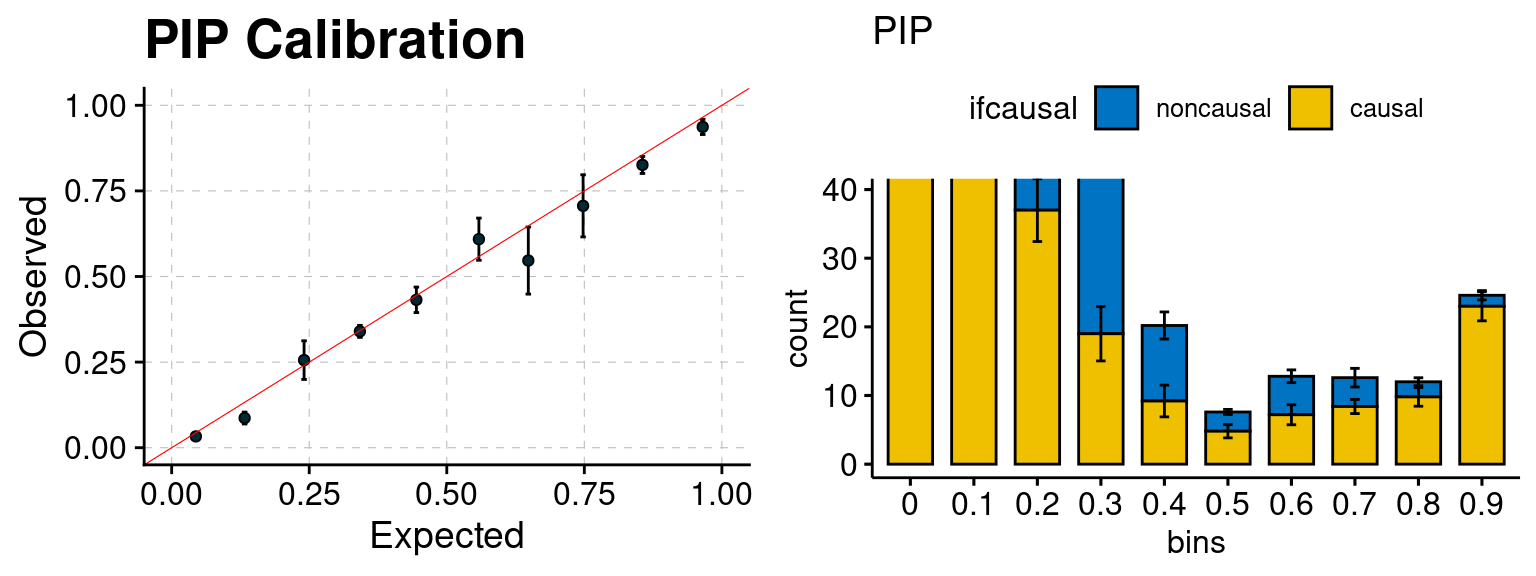 PIP Calibration
1.00
0.75
0.50
0.25
0.00
Observed
0.00 0.25 0.50 0.75 1.00
Expected
PIP
ifcausal noncausal causal
40
30
20
10
0
count
0 0.1 0.2 0.3 0.4 0.5 0.6 0.7 0.8 0.9
bins